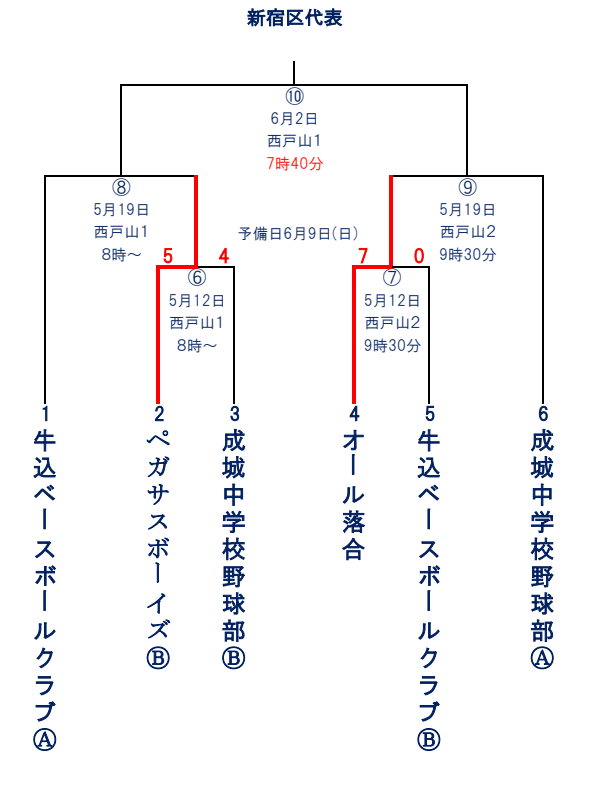 新宿区代表
⑩
6月2日
西戸山1
7時40分
⑧
5月19日
西戸山1
8時～
⑨
5月19日
西戸山2
9時30分
予備日6月9日(日)
5 4
⑥
5月12日
西戸山1
8時～
7 0
⑦
5月12日
西戸山2
9時30分
1
牛込ベースボールクラブⒶ
2
ペガサスボーイズⒷ
3
成城中学校野球部Ⓑ
4
オール落合
5
牛込ベースボールクラブⒷ
6
成城中学校野球部Ⓐ